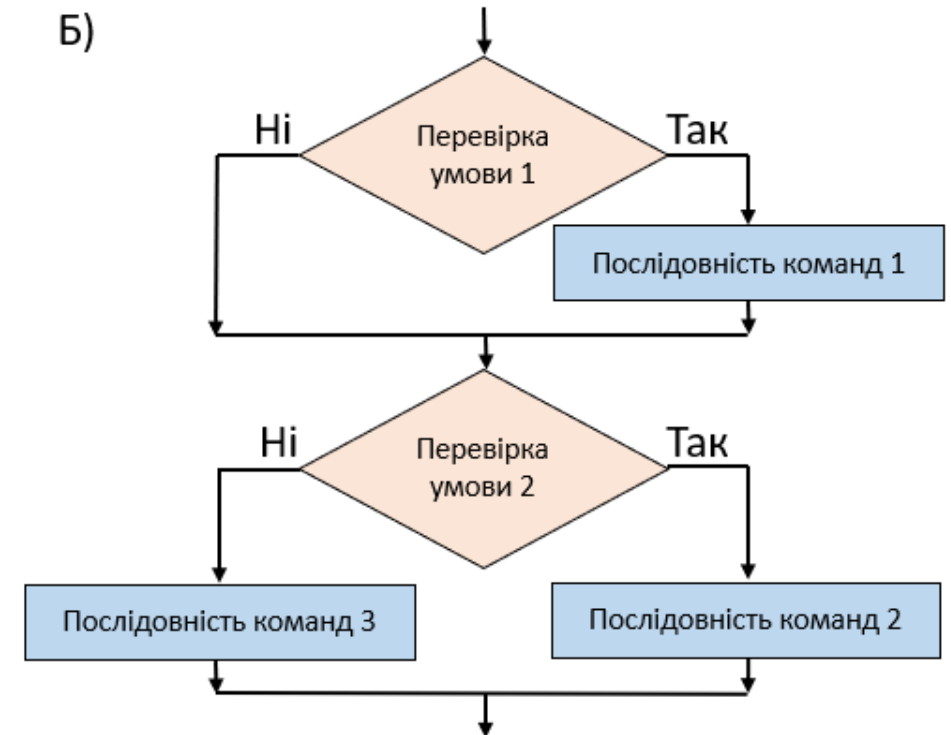 Б)
Ні
Так
Перевірка
умови 1
Послідовність команд 1
Ні
Так
Перевірка
умови 2
Послідовність команд 3
Послідовність команд 2